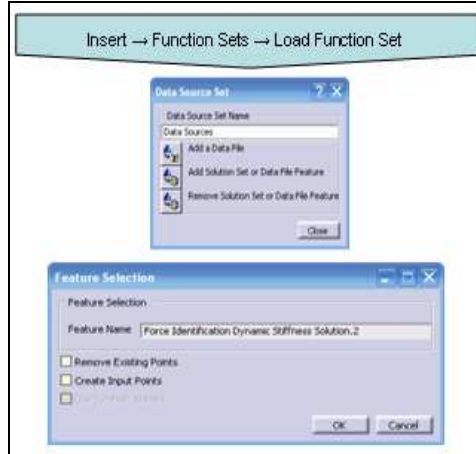 Insert → Function Sets → Load Function Set
Data Source Set
Data Source Set Name
Data Sources
Add a Data File
Add Solution Set or Data File Feature
Remove Solution Set or Data File Feature
Close
Feature Selection
Feature Selection
Feature Name Force Identification Dynamic Stiffness Solution.2
Remove Existing Points
Create Input Points
OK Cancel